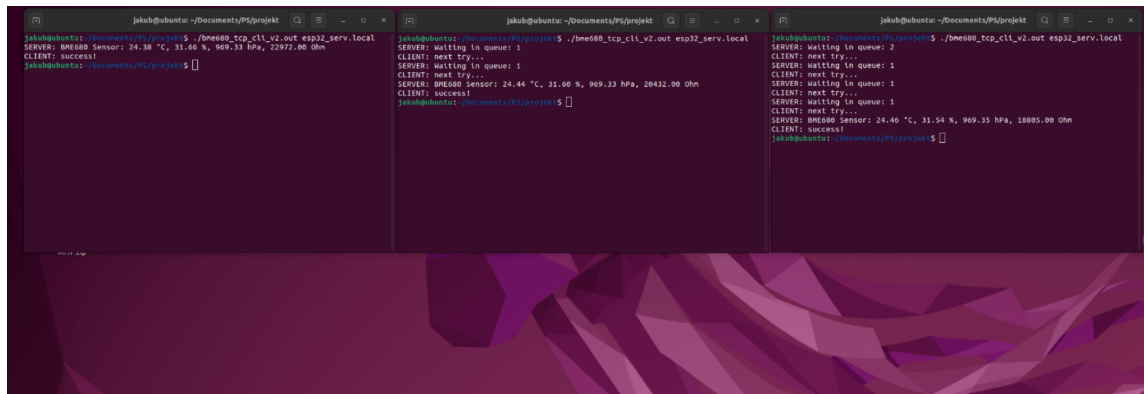 jakub@ubuntu: ~/Documents/PS/projekt
jakub@ubuntu:~/Documents/PS/projekt$ ./bme680_tcp_cli_v2.out esp32_serv.local
SERVER: BME680 Sensor: 24.38 °C, 31.66 %, 969.33 hPa, 22972.00 Ohm
CLIENT: success!
jakub@ubuntu:~/Documents/PS/projekt$
jakub@ubuntu: ~/Documents/PS/projekt
jakub@ubuntu:~/Documents/PS/projekt$ ./bme680_tcp_cli_v2.out esp32_serv.local
SERVER: Waiting in queue: 1
CLIENT: next try...
SERVER: Waiting in queue: 1
CLIENT: next try...
SERVER: BME680 Sensor: 24.44 °C, 31.60 %, 969.33 hPa, 20432.00 Ohm
CLIENT: success!
jakub@ubuntu:~/Documents/PS/projekt$
jakub@ubuntu: ~/Documents/PS/projekt
jakub@ubuntu:~/Documents/PS/projekt$ ./bme680_tcp_cli_v2.out esp32_serv.local
SERVER: Waiting in queue: 2
CLIENT: next try...
SERVER: Waiting in queue: 1
CLIENT: next try...
SERVER: Waiting in queue: 1
CLIENT: next try...
SERVER: Waiting in queue: 1
CLIENT: next try...
SERVER: BME680 Sensor: 24.46 °C, 31.54 %, 969.35 hPa, 18805.00 Ohm
CLIENT: success!
jakub@ubuntu:~/Documents/PS/projekt$